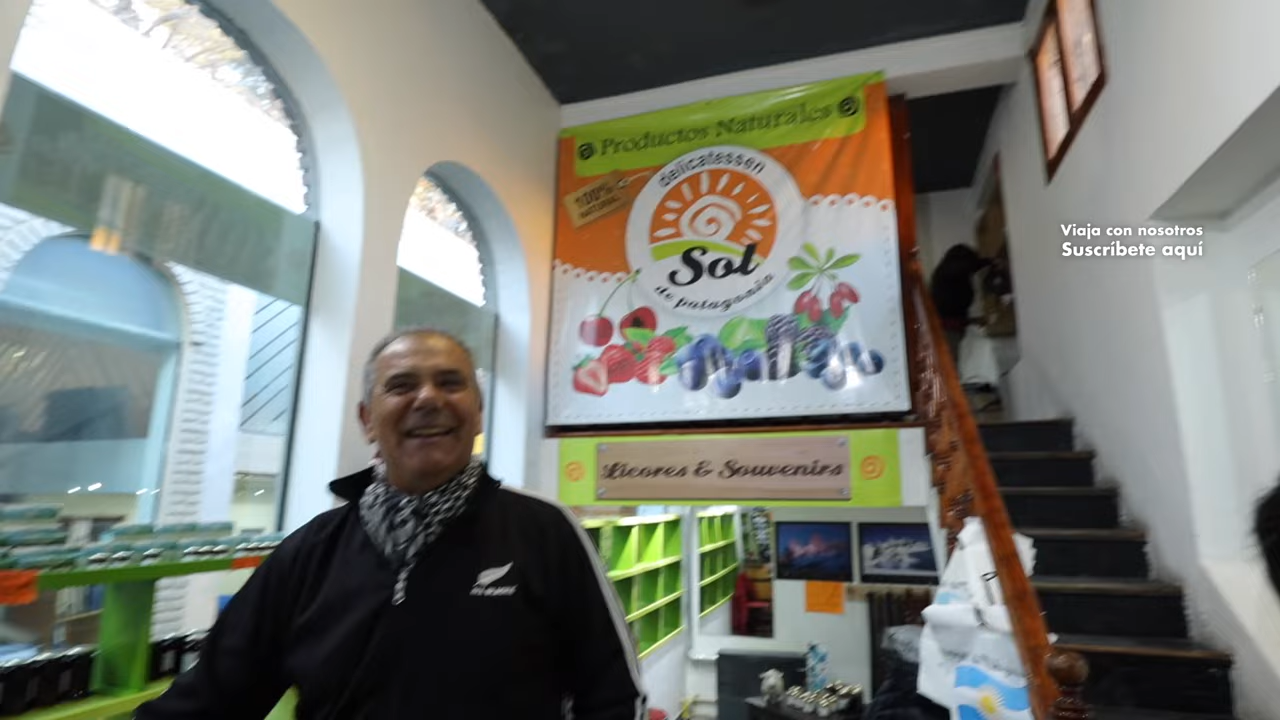 Productos Naturales
delicatessen
100%
NATURAL
Sol
de patagonia
Licores & Souvenirs
Viaja con nosotros
Suscríbete aquí